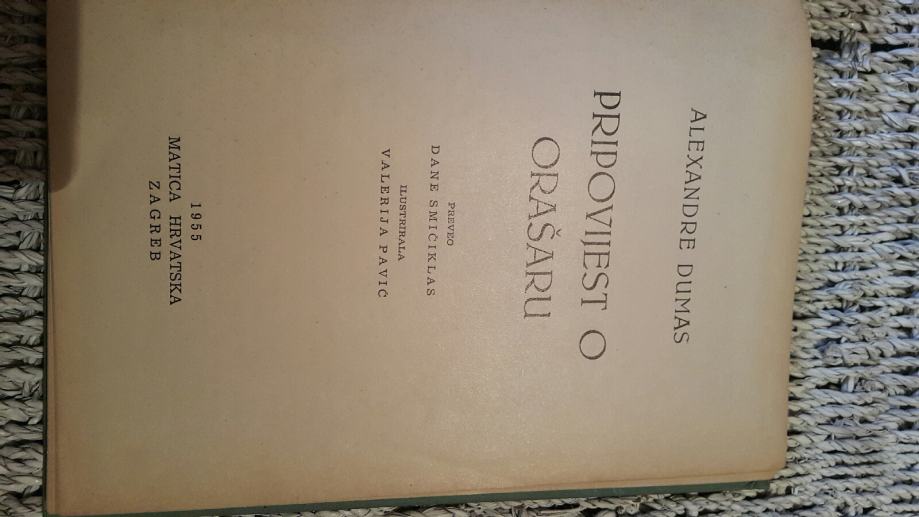 ALEXANDRE DUMAS
PRIPOVIJEST O
ORAŠARU
PREVEO
DANE SMIČIKLAS
ILUSTRIRALA
VALERIJA PAVIĆ
1955
MATICA HRVATSKA
ZAGREB